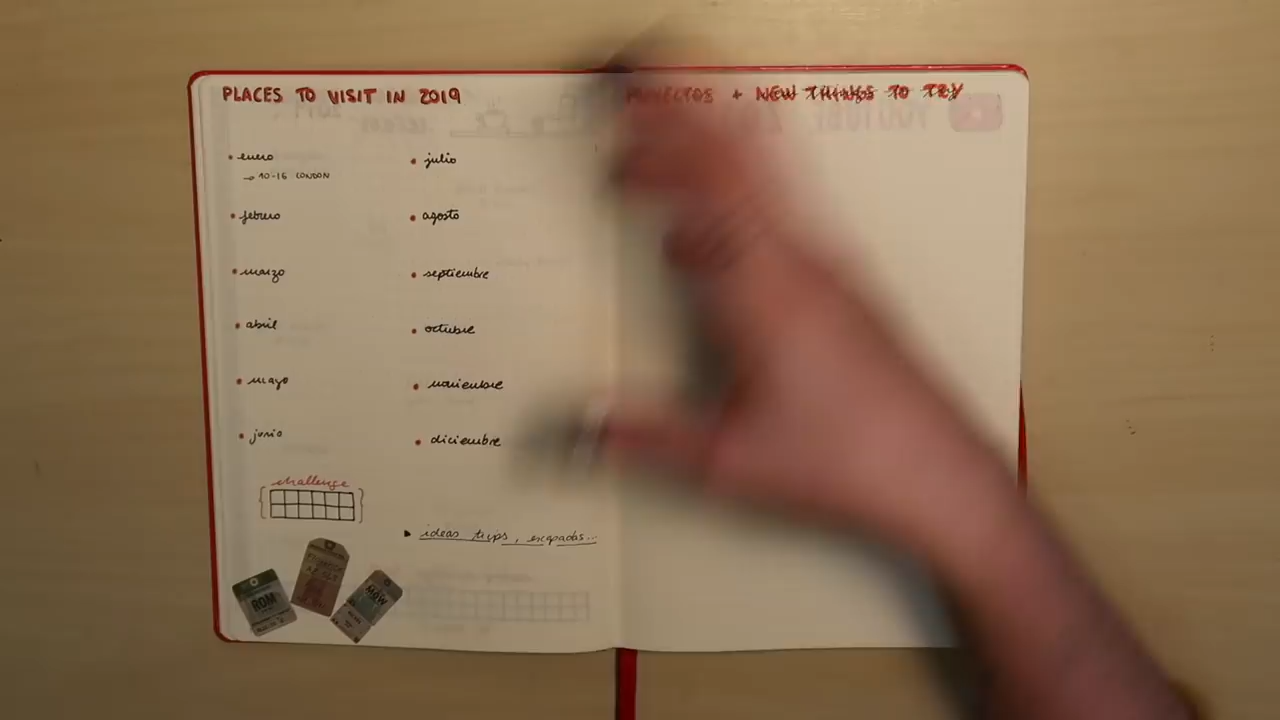 PLACES TO VISIT IN 2019
• enero
→ 10-16 LONDON
• febrero
• marzo
• abril
• mayo
• junio
• julio
• agosto
• septiembre
• octubre
• noviembre
• diciembre
challenge
▸ ideas trips, escapadas...
ROM
MOW
PROYECTOS + NEW THINGS TO TRY